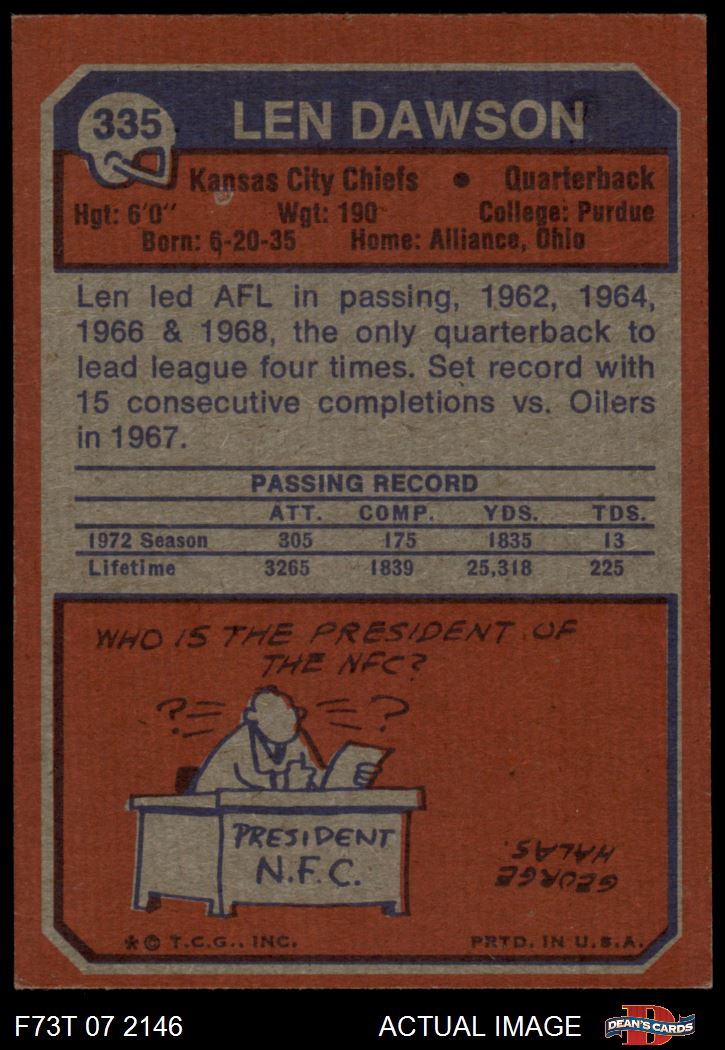 335 LEN DAWSON
Kansas City Chiefs • Quarterback
Hgt: 6'0" Wgt: 190 College: Purdue
Born: 6-20-35 Home: Alliance, Ohio
Len led AFL in passing, 1962, 1964,
1966 & 1968, the only quarterback to
lead league four times. Set record with
15 consecutive completions vs. Oilers
in 1967.
PASSING RECORD
ATT. COMP. YDS. TDS.
1972 Season 305 175 1835 13
Lifetime 3265 1839 25,318 225
WHO IS THE PRESIDENT OF
THE NFC?
? ?
PRESIDENT
N.F.C.
GEORGE
HALAS.
* © T.C.G., INC. PRTD. IN U.S.A.
F73T 07 2146 ACTUAL IMAGE D DEAN'S CARDS